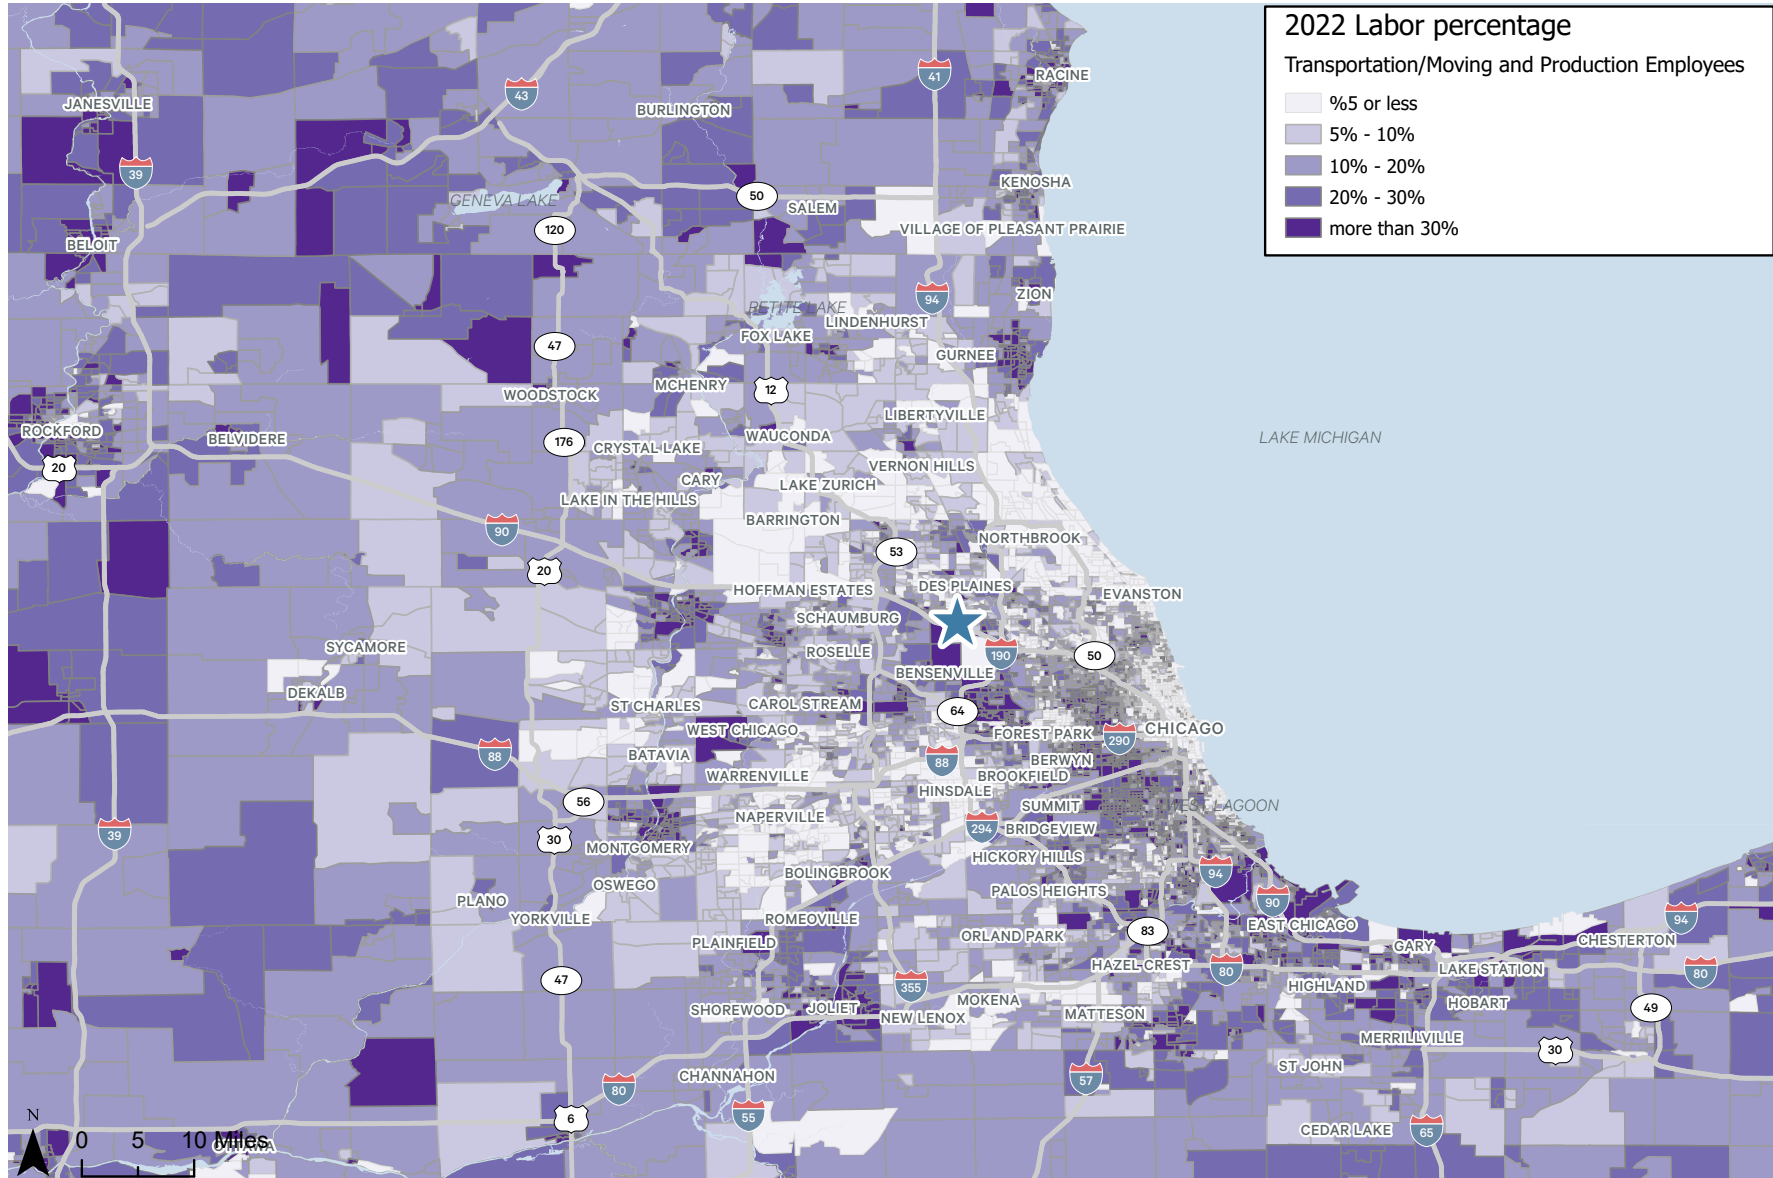 2022 Labor percentage
Transportation/Moving and Production Employees
%5 or less
5% - 10%
10% - 20%
20% - 30%
more than 30%
41
RACINE
43
JANESVILLE
BURLINGTON
39
KENOSHA
GENEVA LAKE
50
SALEM
120
VILLAGE OF PLEASANT PRAIRIE
BELOIT
94
ZION
PETITE LAKE
LINDENHURST
FOX LAKE
47
GURNEE
MCHENRY
12
WOODSTOCK
LIBERTYVILLE
ROCKFORD
BELVIDERE
176
CRYSTAL LAKE
WAUCONDA
LAKE MICHIGAN
20
VERNON HILLS
CARY
LAKE ZURICH
LAKE IN THE HILLS
BARRINGTON
90
53
NORTHBROOK
20
HOFFMAN ESTATES
DES PLAINES
EVANSTON
SCHAUMBURG
SYCAMORE
ROSELLE
190
50
BENSENVILLE
DEKALB
ST CHARLES
CAROL STREAM
64
WEST CHICAGO
FOREST PARK
290
CHICAGO
88
BATAVIA
88
BERWYN
WARRENVILLE
BROOKFIELD
HINSDALE
56
SUMMIT
WEST LAGOON
NAPERVILLE
39
30
294
BRIDGEVIEW
MONTGOMERY
HICKORY HILLS
BOLINGBROOK
94
OSWEGO
PALOS HEIGHTS
PLANO
90
YORKVILLE
ROMEOVILLE
94
EAST CHICAGO
83
ORLAND PARK
PLAINFIELD
GARY
CHESTERTON
HAZEL CREST
80
LAKE STATION
80
47
355
HIGHLAND
MOKENA
HOBART
SHOREWOOD
JOLIET
NEW LENOX
MATTESON
49
MERRILLVILLE
30
ST JOHN
CHANNAHON
57
80
N
6
55
CEDAR LAKE
65
0 5 10 Miles
OTTAWA